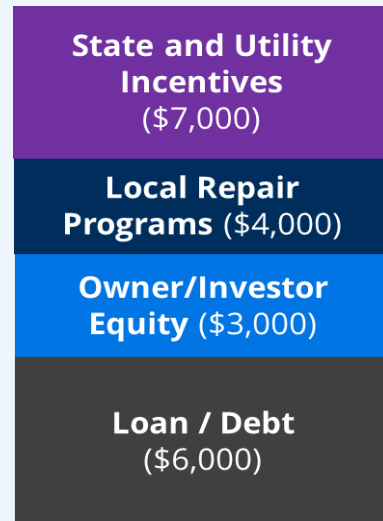 State and Utility
Incentives
($7,000)
Local Repair
Programs ($4,000)
Owner/Investor
Equity ($3,000)
Loan / Debt
($6,000)